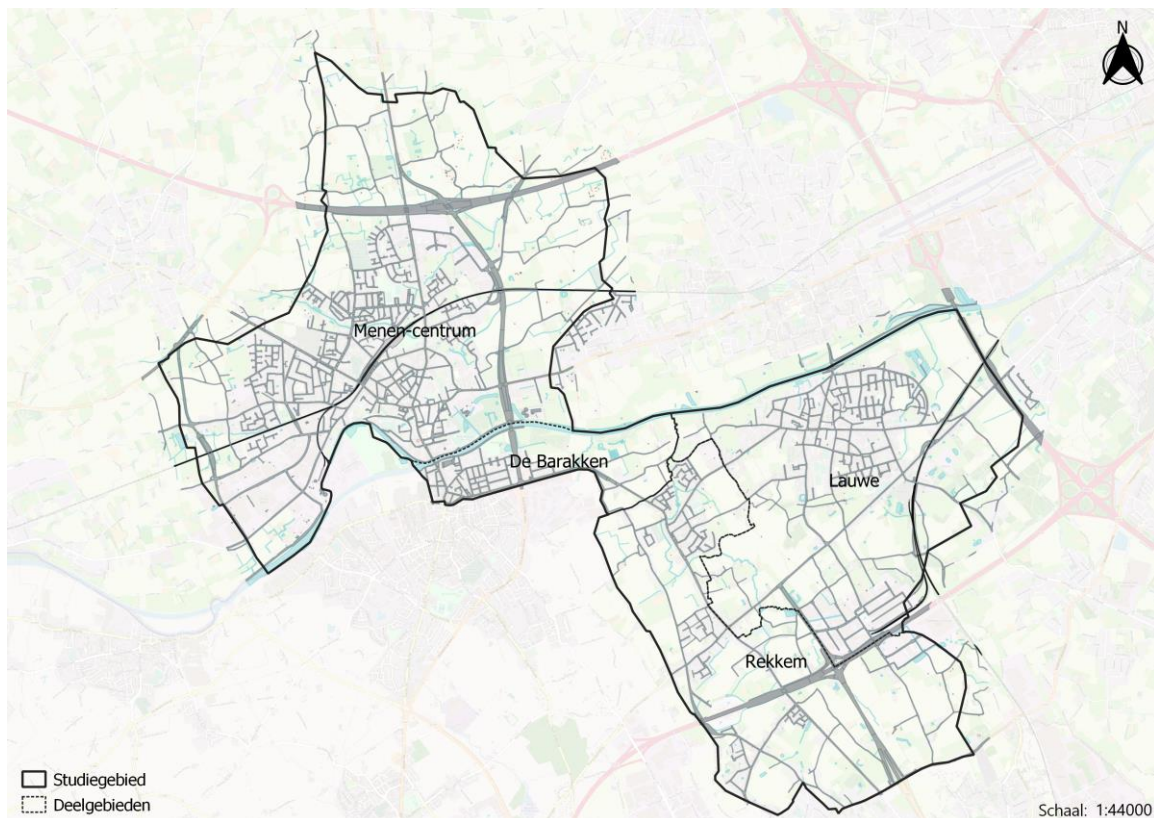 N
Menen-centrum
De Barakken
Lauwe
Rekkem
Studiegebied
Deelgebieden
Schaal: 1:44000